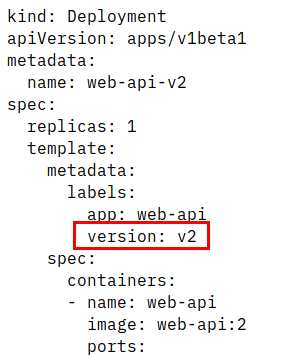 kind: Deployment
apiVersion: apps/v1beta1
metadata:
  name: web-api-v2
spec:
  replicas: 1
  template:
    metadata:
      labels:
        app: web-api
        version: v2
    spec:
      containers:
      - name: web-api
        image: web-api:2
        ports: